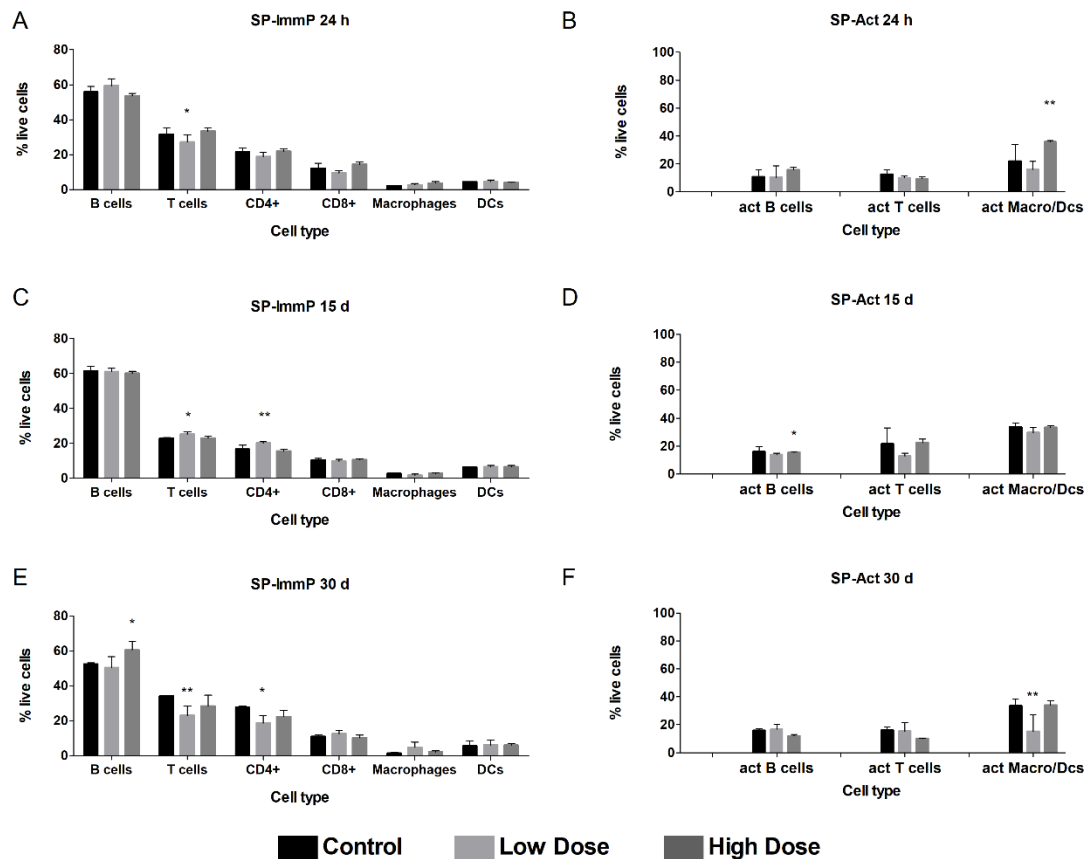 A
SP-ImmP 24 h
% live cells
80
60
40
20
0
*
B cells T cells CD4+ CD8+ Macrophages DCs
Cell type
B
SP-Act 24 h
% live cells
100
80
60
40
20
0
**
act B cells act T cells act Macro/Dcs
Cell type
C
SP-ImmP 15 d
% live cells
80
60
40
20
0
* **
B cells T cells CD4+ CD8+ Macrophages DCs
Cell type
D
SP-Act 15 d
% live cells
100
80
60
40
20
0
*
act B cells act T cells act Macro/Dcs
Cell type
E
SP-ImmP 30 d
% live cells
80
60
40
20
0
* ** *
B cells T cells CD4+ CD8+ Macrophages DCs
Cell type
F
SP-Act 30 d
% live cells
100
80
60
40
20
0
**
act B cells act T cells act Macro/Dcs
Cell type
Control Low Dose High Dose